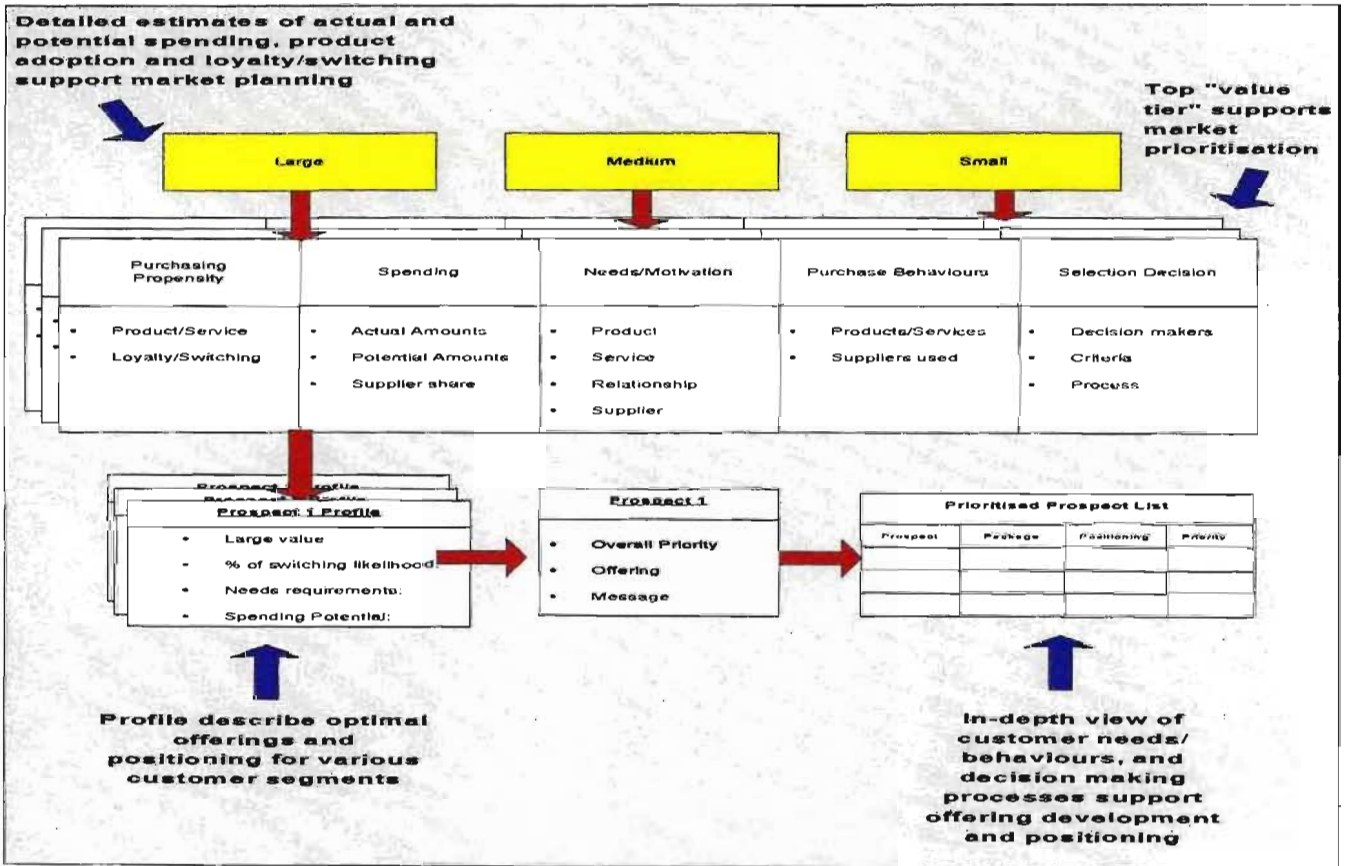 Detailed estimates of actual and
potential spending, product
adoption and loyalty/switching
support market planning
Top "value
tier" supports
market
prioritisation
Large
Medium
Small
Purchasing
Propensity
Spending
Needs/Motivation
Purchase Behaviours
Selection Decision
• Product/Service
• Loyalty/Switching
• Actual Amounts
• Potential Amounts
• Supplier share
• Product
• Service
• Relationship
• Supplier
• Products/Services
• Suppliers used
• Decision makers
• Criteria
• Process
Prospect 1 Profile
• Large value
• % of switching likelihood:
• Needs requirements:
• Spending Potential:
Prospect 1
• Overall Priority
• Offering
• Message
Prioritised Prospect List
Prospect Package Positioning Priority
Profile describe optimal
offerings and
positioning for various
customer segments
In-depth view of
customer needs/
behaviours, and
decision making
processes support
offering development
and positioning